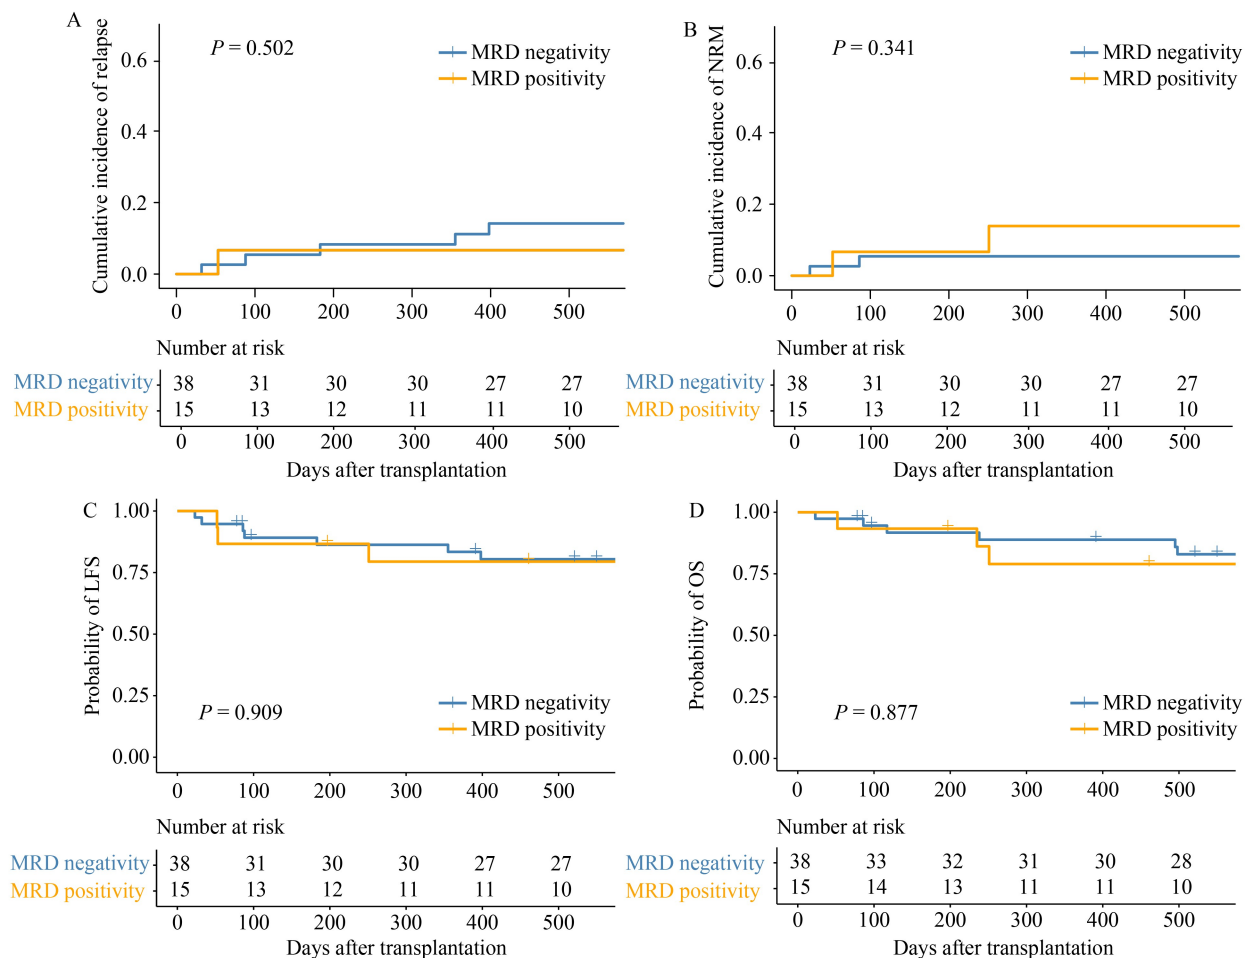 A
P = 0.502
MRD negativity
MRD positivity
Cumulative incidence of relapse
0.6
0.4
0.2
0.0
0 100 200 300 400 500
Number at risk
MRD negativity 38 31 30 30 27 27
MRD positivity 15 13 12 11 11 10
0 100 200 300 400 500
Days after transplantation
B
P = 0.341
MRD negativity
MRD positivity
Cumulative incidence of NRM
0.6
0.4
0.2
0.0
0 100 200 300 400 500
Number at risk
MRD negativity 38 31 30 30 27 27
MRD positivity 15 13 12 11 11 10
0 100 200 300 400 500
Days after transplantation
C
Probability of LFS
1.00
0.75
0.50
0.25
0.00
MRD negativity
MRD positivity
P = 0.909
0 100 200 300 400 500
Number at risk
MRD negativity 38 31 30 30 27 27
MRD positivity 15 13 12 11 11 10
0 100 200 300 400 500
Days after transplantation
D
Probability of OS
1.00
0.75
0.50
0.25
0.00
MRD negativity
MRD positivity
P = 0.877
0 100 200 300 400 500
Number at risk
MRD negativity 38 33 32 31 30 28
MRD positivity 15 14 13 11 11 10
0 100 200 300 400 500
Days after transplantation